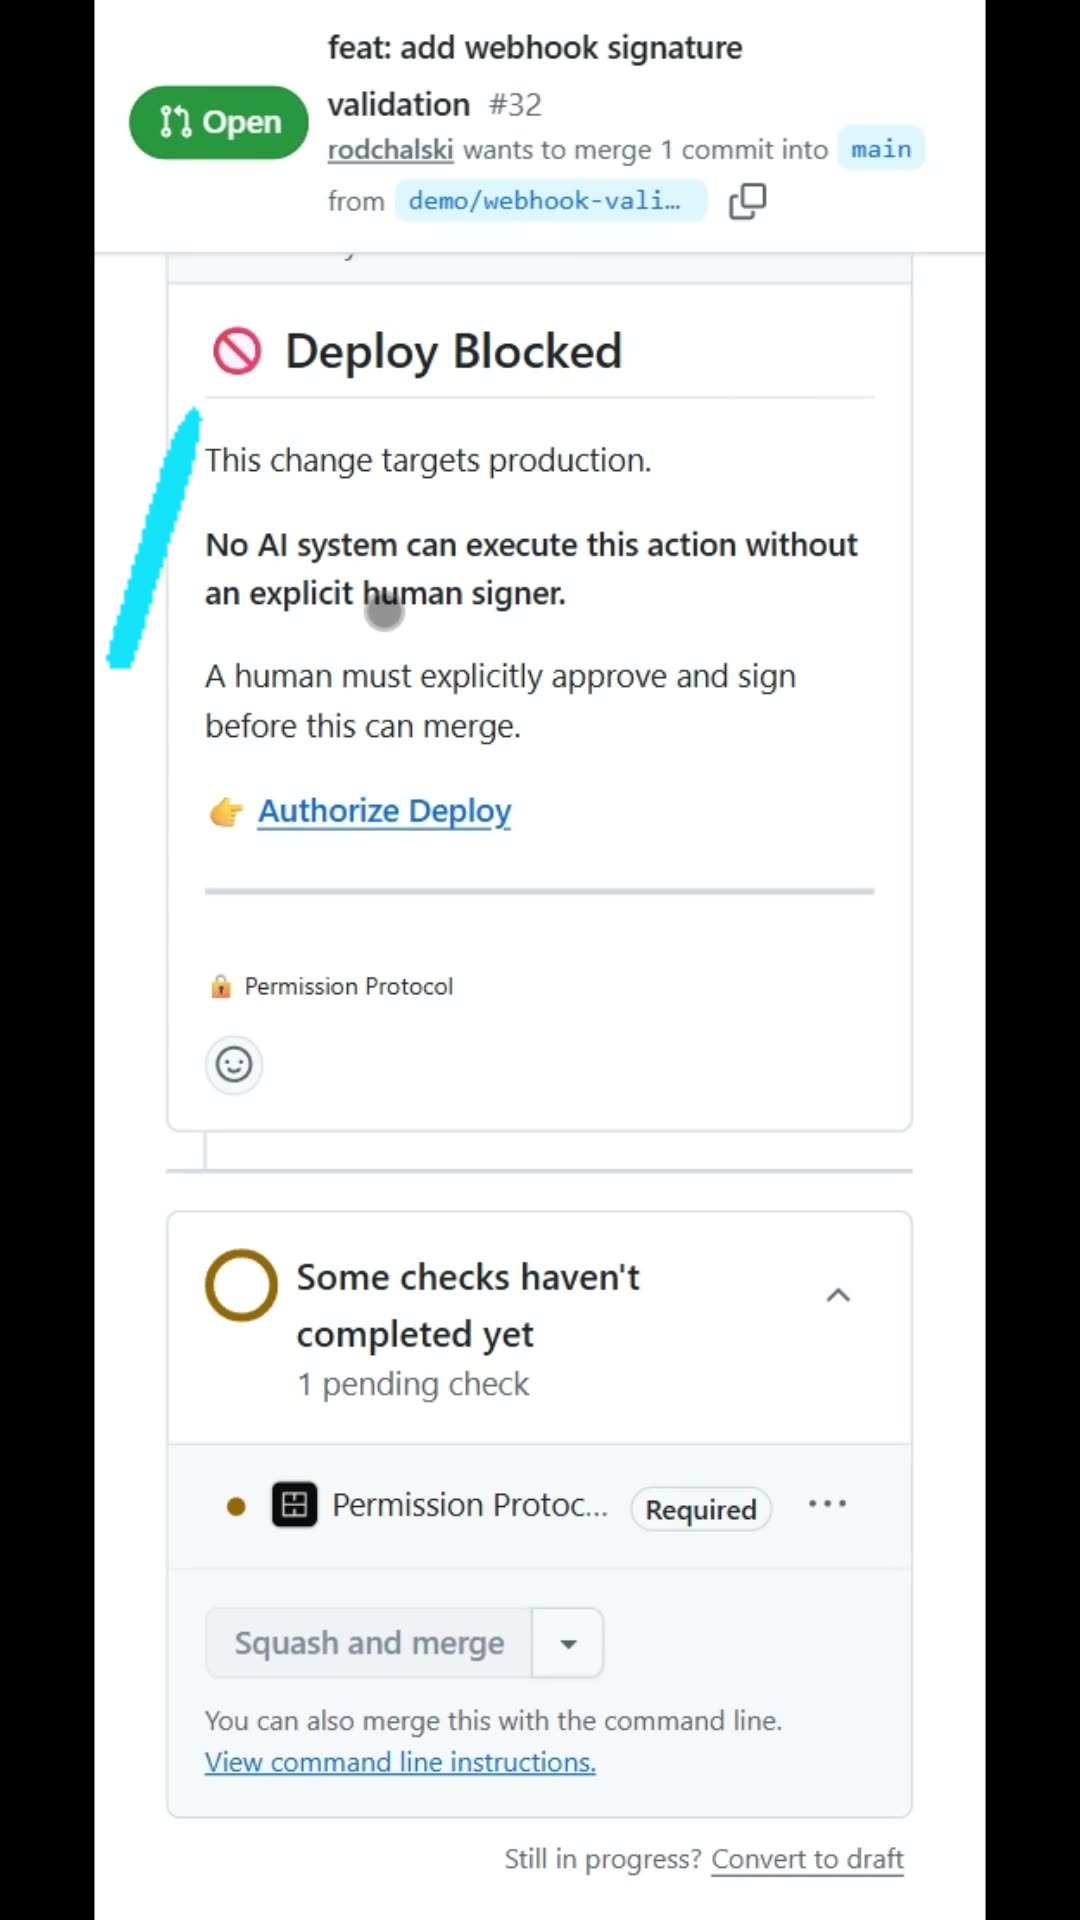 feat: add webhook signature
validation #32
Open
rodchalski wants to merge 1 commit into main
from demo/webhook-vali...
Deploy Blocked
This change targets production.
No AI system can execute this action without
an explicit human signer.
A human must explicitly approve and sign
before this can merge.
Authorize Deploy
Permission Protocol
Some checks haven't
completed yet
1 pending check
Permission Protoc... Required
Squash and merge
You can also merge this with the command line.
View command line instructions.
Still in progress? Convert to draft